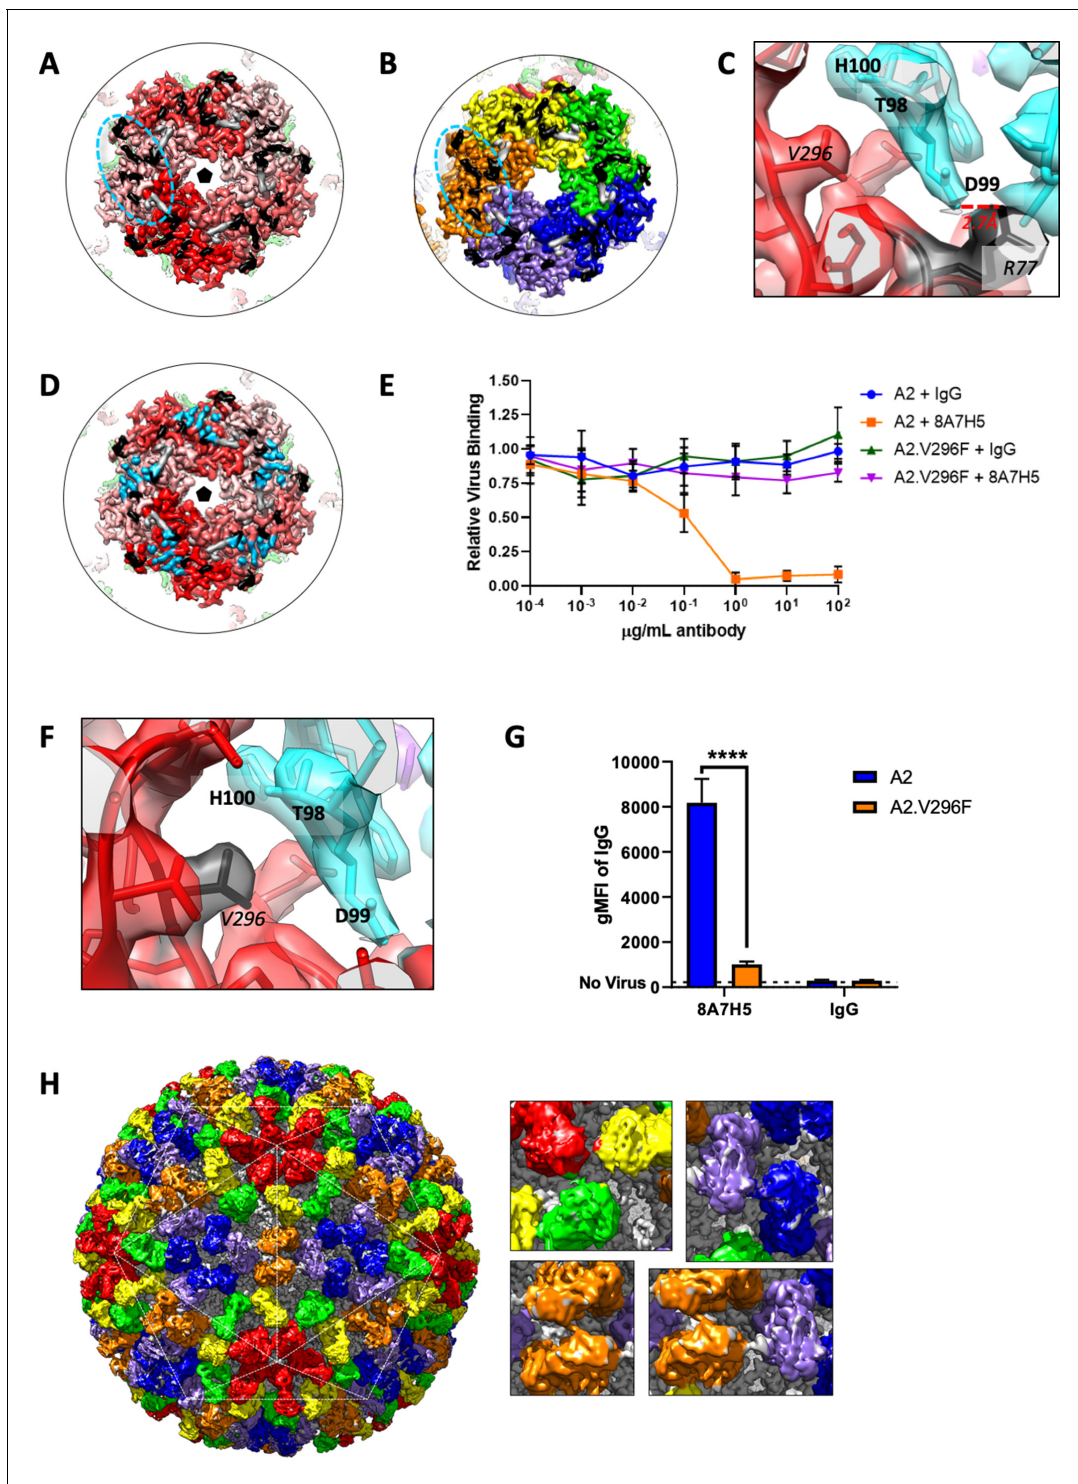 A
B
C
H100
T98
V296
D99
2.7Å
R77
D
E
1.50
1.25
1.00
0.75
0.50
0.25
0.00
Relative Virus Binding
10-4
10-3
10-2
10-1
100
101
102
µg/mL antibody
A2 + IgG
A2 + 8A7H5
A2.V296F + IgG
A2.V296F + 8A7H5
F
H100
T98
V296
D99
G
10000
8000
6000
4000
2000
0
No Virus
gMFI of IgG
****
8A7H5
IgG
A2
A2.V296F
H